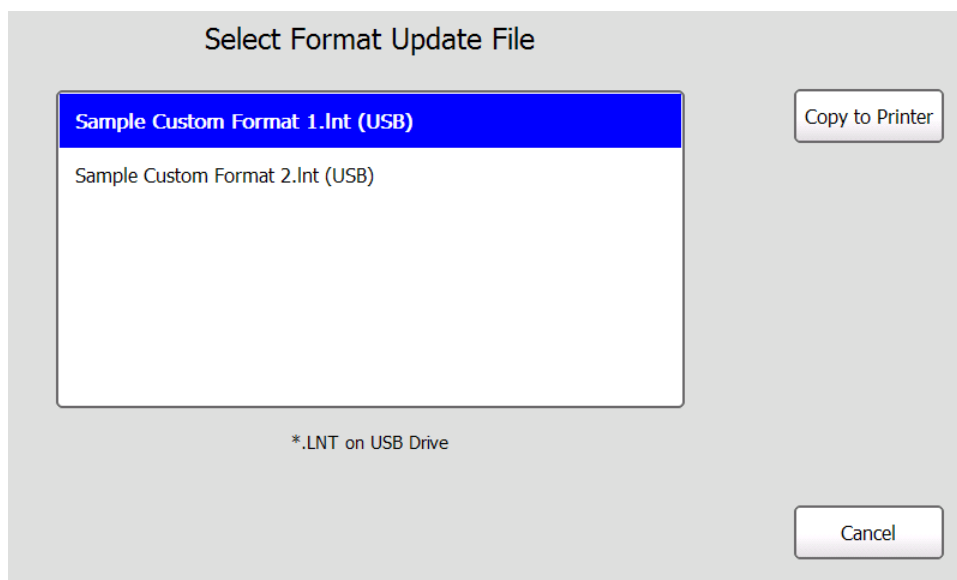 Select Format Update File
Sample Custom Format 1.lnt (USB)
Copy to Printer
Sample Custom Format 2.lnt (USB)
*.LNT on USB Drive
Cancel